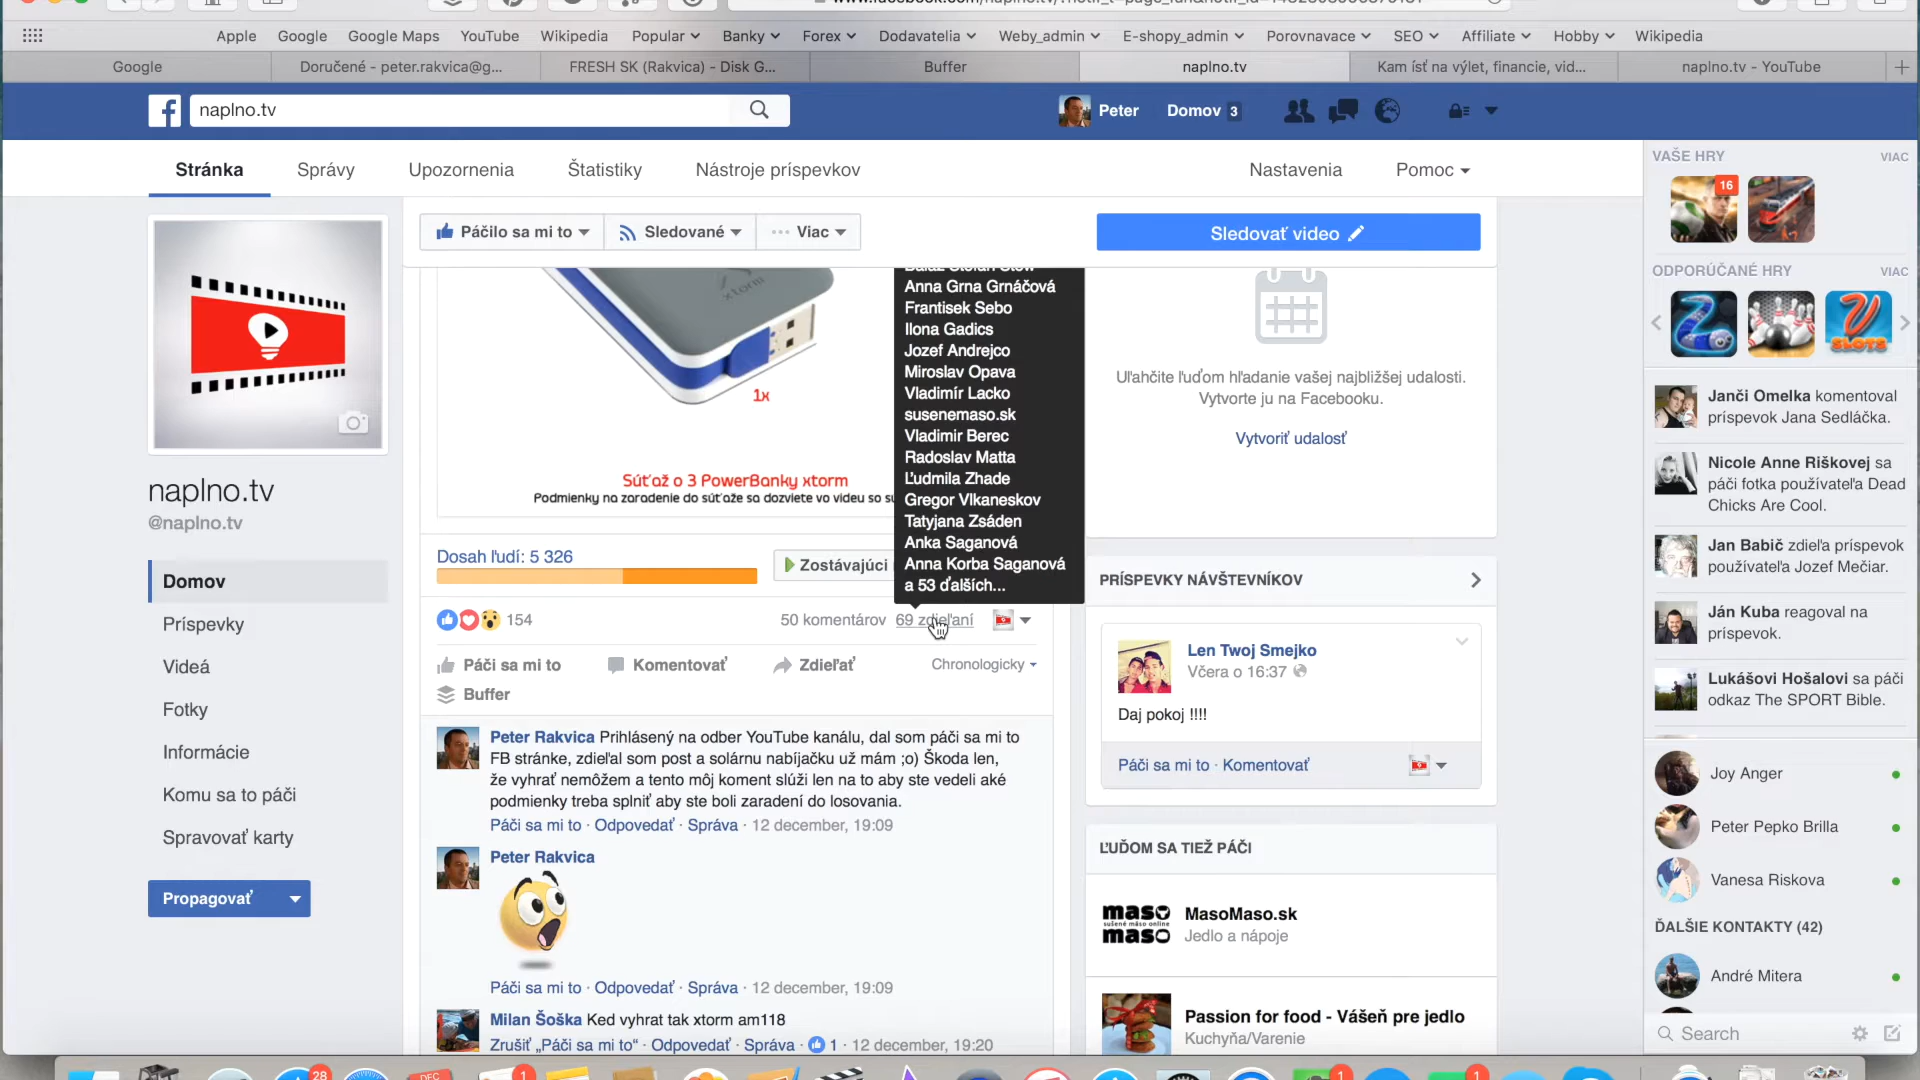 Apple Google Google Maps YouTube Wikipedia Popular Banky Forex Dodavatelia Weby_admin E-shopy_admin Porovnavace SEO Affiliate Hobby Wikipedia
Google
Doručené - peter.rakvica@g...
FRESH SK (Rakvica) - Disk G...
Buffer
naplno.tv
Kam ísť na výlet, financie, vid...
naplno.tv - YouTube
naplno.tv
Peter
Domov 3
Stránka
Správy
Upozornenia
Štatistiky
Nástroje príspevkov
Nastavenia
Pomoc
naplno.tv
@naplno.tv
Domov
Príspevky
Videá
Fotky
Informácie
Komu sa to páči
Spravovať karty
Propagovať
Páčilo sa mi to
Sledované
Viac
Sledovať video
xtorm
1x
Súťaž o 3 PowerBanky xtorm
Podmienky na zaradenie do súťaže sa dozviete vo videu so sú
Balaz Stefan Stew
Anna Grna Grnáčová
Frantisek Sebo
Ilona Gadics
Jozef Andrejco
Miroslav Opava
Vladimír Lacko
susenemaso.sk
Vladimir Berec
Radoslav Matta
Ľudmila Zhade
Gregor Vlkaneskov
Tatyjana Zsáden
Anka Saganová
Anna Korba Saganová
a 53 ďalších...
Dosah ľudí: 5 326
Zostávajúci
154
50 komentárov
69 zdieľaní
Páči sa mi to
Komentovať
Zdieľať
Chronologicky
Buffer
Peter Rakvica Prihlásený na odber YouTube kanálu, dal som páči sa mi to
FB stránke, zdieľal som post a solárnu nabíjačku už mám ;o) Škoda len,
že vyhrať nemôžem a tento môj koment slúži len na to aby ste vedeli aké
podmienky treba splniť aby ste boli zaradení do losovania.
Páči sa mi to · Odpovedať · Správa · 12 december, 19:09
Peter Rakvica
Páči sa mi to · Odpovedať · Správa · 12 december, 19:09
Milan Šoška Ked vyhrat tak xtorm am118
Zrušiť „Páči sa mi to“ · Odpovedať · Správa · 1 · 12 december, 19:20
Uľahčite ľuďom hľadanie vašej najbližšej udalosti.
Vytvorte ju na Facebooku.
Vytvoriť udalosť
PRÍSPEVKY NÁVŠTEVNÍKOV
Len Twoj Smejko
Včera o 16:37
Daj pokoj !!!!
Páči sa mi to · Komentovať
ĽUĎOM SA TIEŽ PÁČI
maso
sušené mäso online
maso
MasoMaso.sk
Jedlo a nápoje
Passion for food - Vášeň pre jedlo
Kuchyňa/Varenie
VAŠE HRY
VIAC
16
ODPORÚČANÉ HRY
VIAC
SLOTS
Janči Omelka komentoval
príspevok Jana Sedláčka.
Nicole Anne Riškovej sa
páči fotka používateľa Dead
Chicks Are Cool.
Jan Babič zdieľa príspevok
používateľa Jozef Mečiar.
Ján Kuba reagoval na
príspevok.
Lukášovi Hošalovi sa páči
odkaz The SPORT Bible.
Joy Anger
Peter Pepko Brilla
Vanesa Riskova
ĎALŠIE KONTAKTY (42)
André Mitera
Search
28
DEC
1
1
1